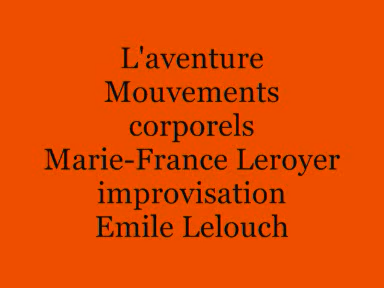 L'aventure
Mouvements
corporels
Marie-France Leroyer
improvisation
Emile Lelouch